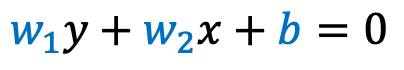 w₁y + w₂x + b = 0